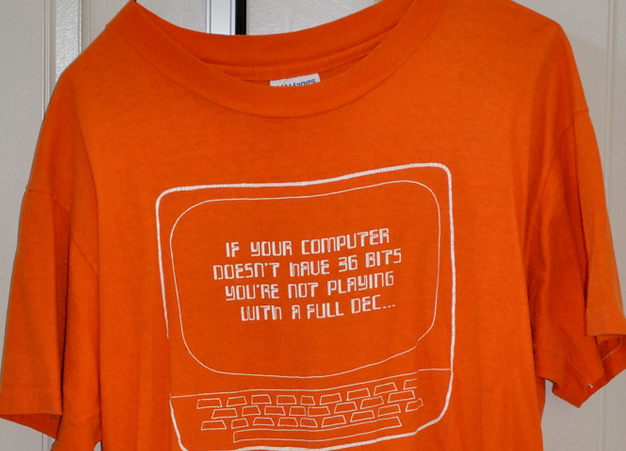 IF YOUR COMPUTER
DOESN'T HAVE 36 BITS
YOU'RE NOT PLAYING
WITH A FULL DEC...